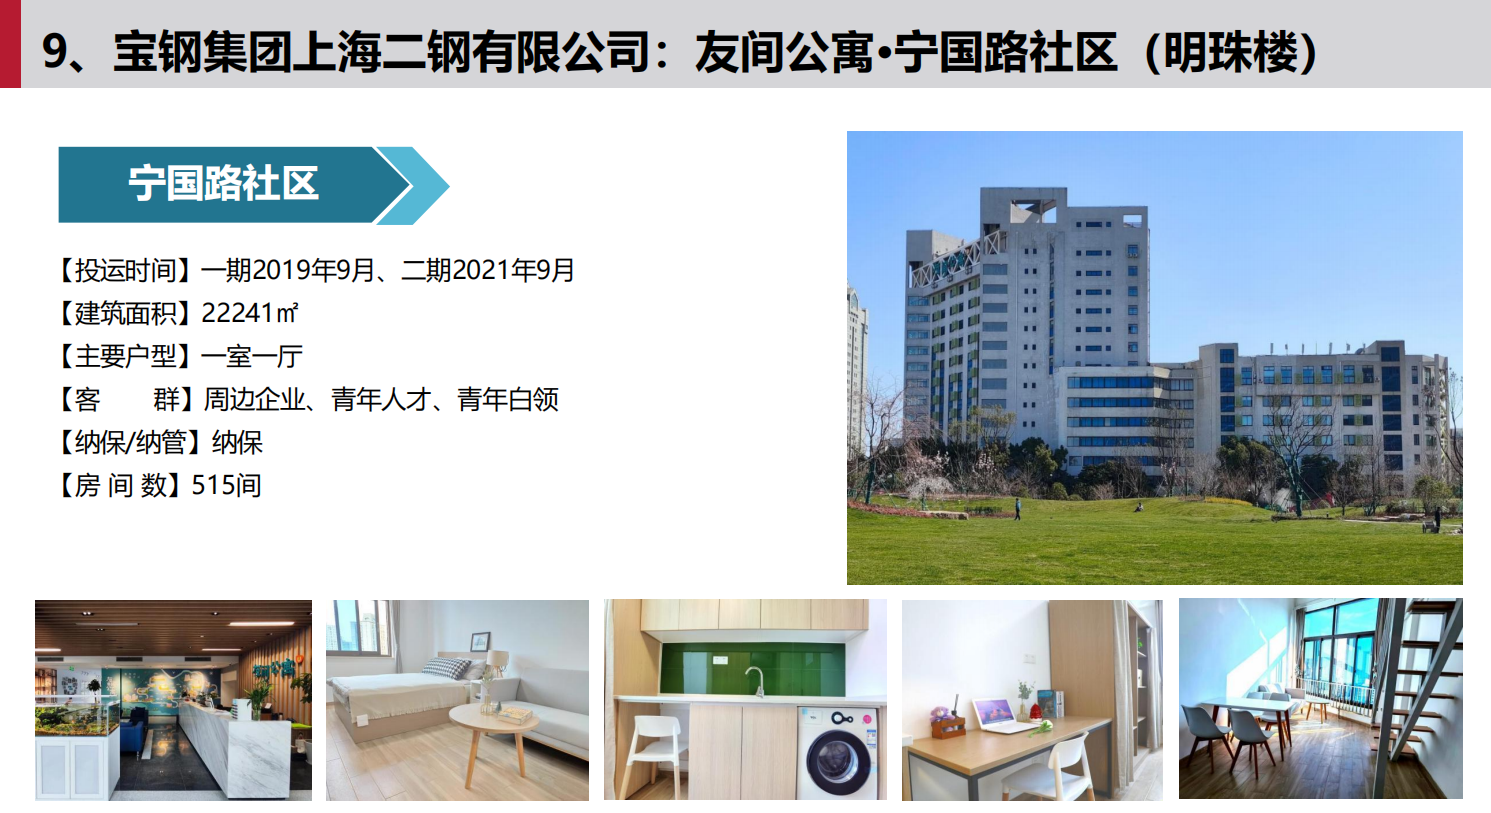 9、宝钢集团上海二钢有限公司：友间公寓•宁国路社区（明珠楼）
宁国路社区
【投运时间】一期2019年9月、二期2021年9月
【建筑面积】22241㎡
【主要户型】一室一厅
【客 群】周边企业、青年人才、青年白领
【纳保/纳管】纳保
【房 间 数】515间